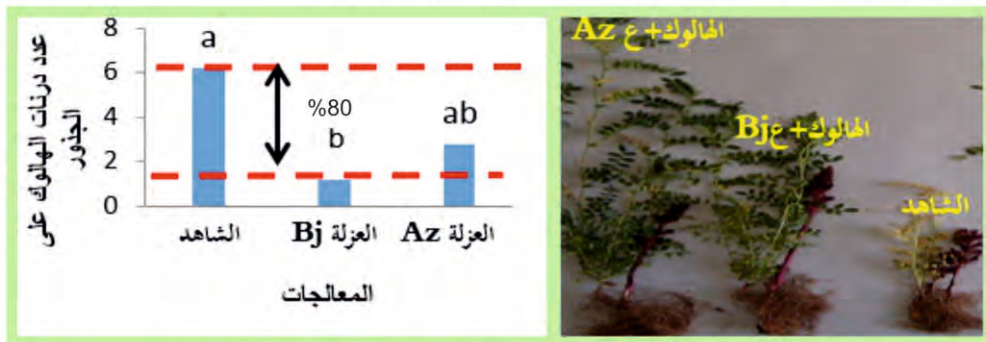 عدد درنات الهالوك على
الجذور
8
6
4
2
0
a
%80
b
ab
الشاهد
العزلة Bj
العزلة Az
المعالجات
الهالوك+ ع Az
الهالوك+ عBj
الشاهد